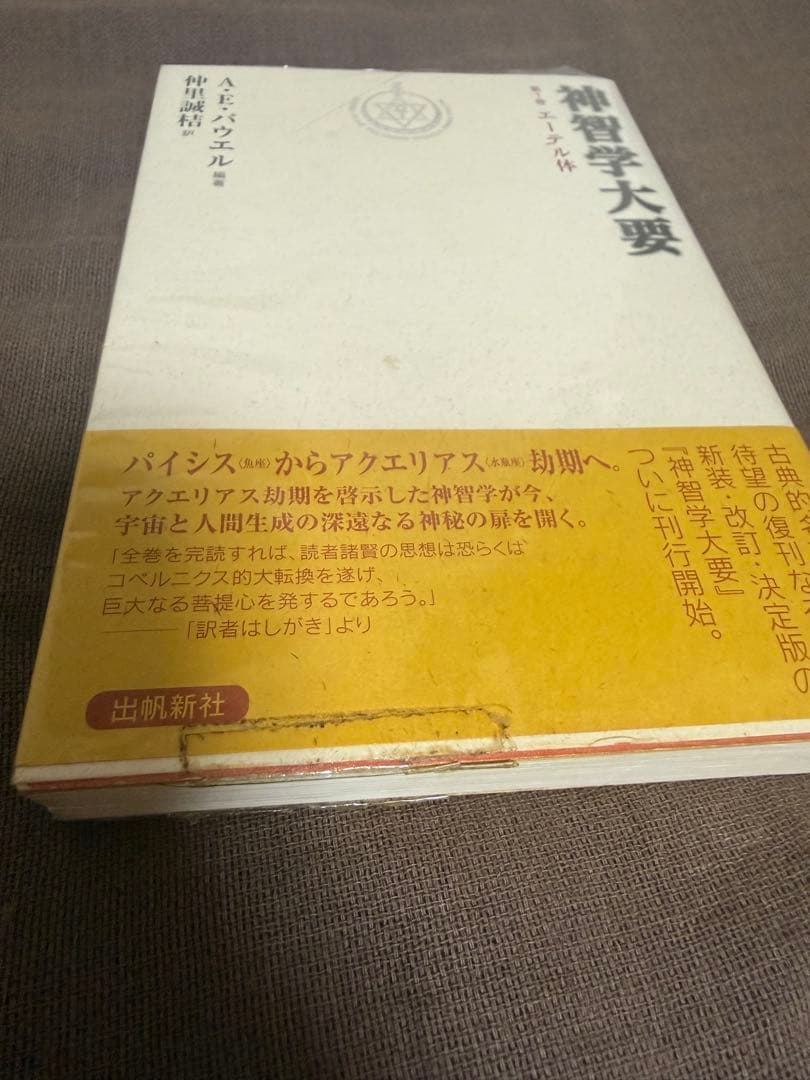 神智学大要
第1巻 エーテル体
A・E・パウエル 編著
仲里誠桔 訳
古典的
待望の復刊な
新装・改訂・決定版の
『神智学大要』
ついに刊行開始。
パイシス〈魚座〉からアクエリアス〈水瓶座〉劫期へ。
アクエリアス劫期を啓示した神智学が今、
宇宙と人間生成の深遠なる神秘の扉を開く。
「全巻を完読すれば、読者諸賢の思想は恐らくは
コペルニクス的大転換を遂げ、
巨大なる菩提心を発するであろう。」
――「訳者はしがき」より
出帆新社